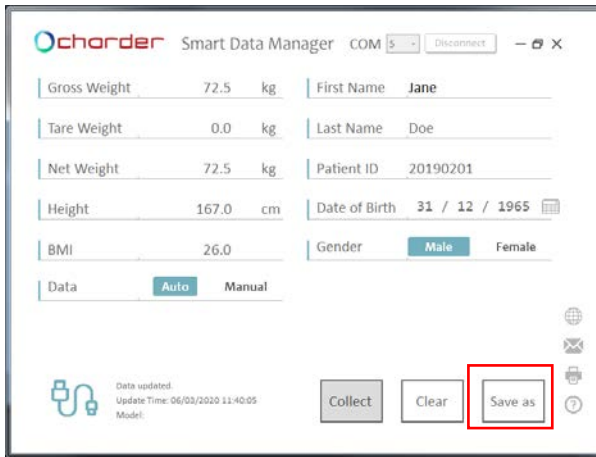 charder Smart Data Manager COM 5 Disconnect
Gross Weight 72.5 kg First Name Jane
Tare Weight 0.0 kg Last Name Doe
Net Weight 72.5 kg Patient ID 20190201
Height 167.0 cm Date of Birth 31 / 12 / 1965
BMI 26.0 Gender Male Female
Data Auto Manual
Data updated.
Update Time: 06/03/2020 11:40:05
Model:
Collect Clear Save as
?